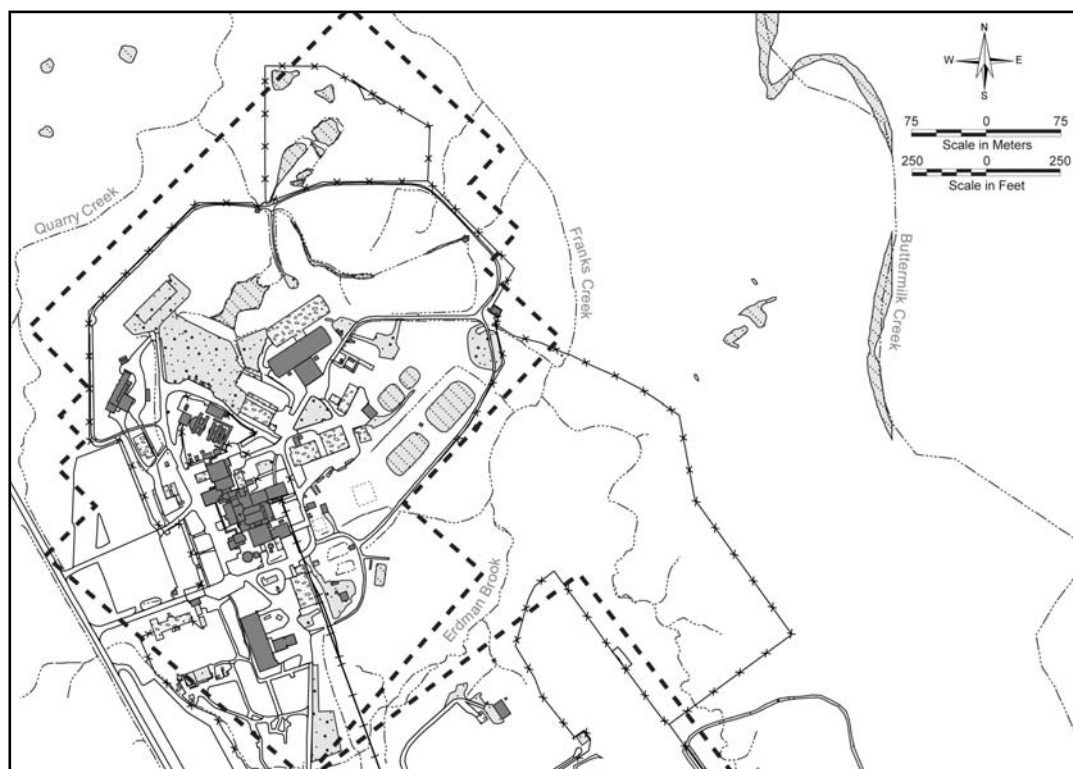 N
W E
S
75 0 75
Scale in Meters
250 0 250
Scale in Feet
Quarry Creek
Franks Creek
Buttermilk Creek
Erdman Brook